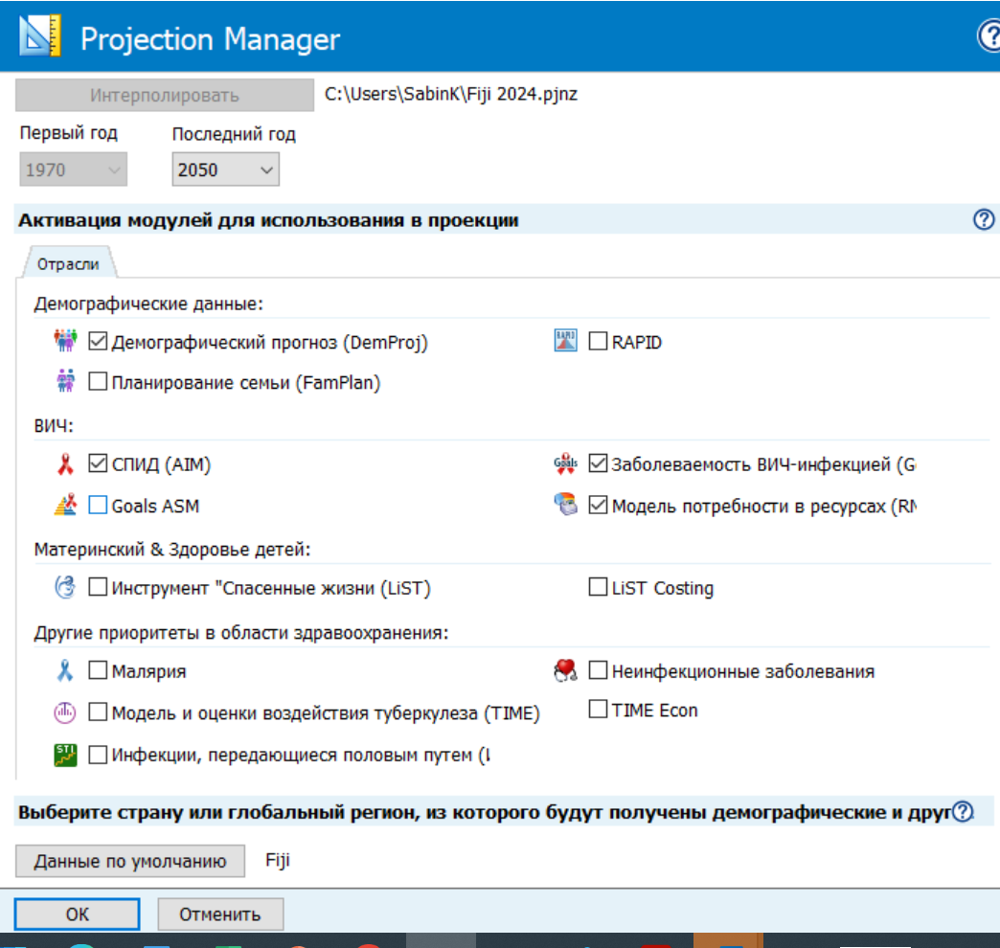 Projection Manager
Интерполировать C:\Users\SabinK\Fiji 2024.pjnz
Первый год Последний год
1970 2050
Активация модулей для использования в проекции
Отрасли
Демографические данные:
Демографический прогноз (DemProj) RAPID RAPID
Планирование семьи (FamPlan)
ВИЧ:
СПИД (AIM) Goals Заболеваемость ВИЧ-инфекцией (G
Goals ASM Модель потребности в ресурсах (RN
Материнский & Здоровье детей:
Инструмент "Спасенные жизни (LiST) LiST Costing
Другие приоритеты в области здравоохранения:
Малярия Неинфекционные заболевания
Модель и оценки воздействия туберкулеза (TIME) TIME Econ
STI Инфекции, передающиеся половым путем (
Выберите страну или глобальный регион, из которого будут получены демографические и друг
Данные по умолчанию Fiji
ОК Отменить